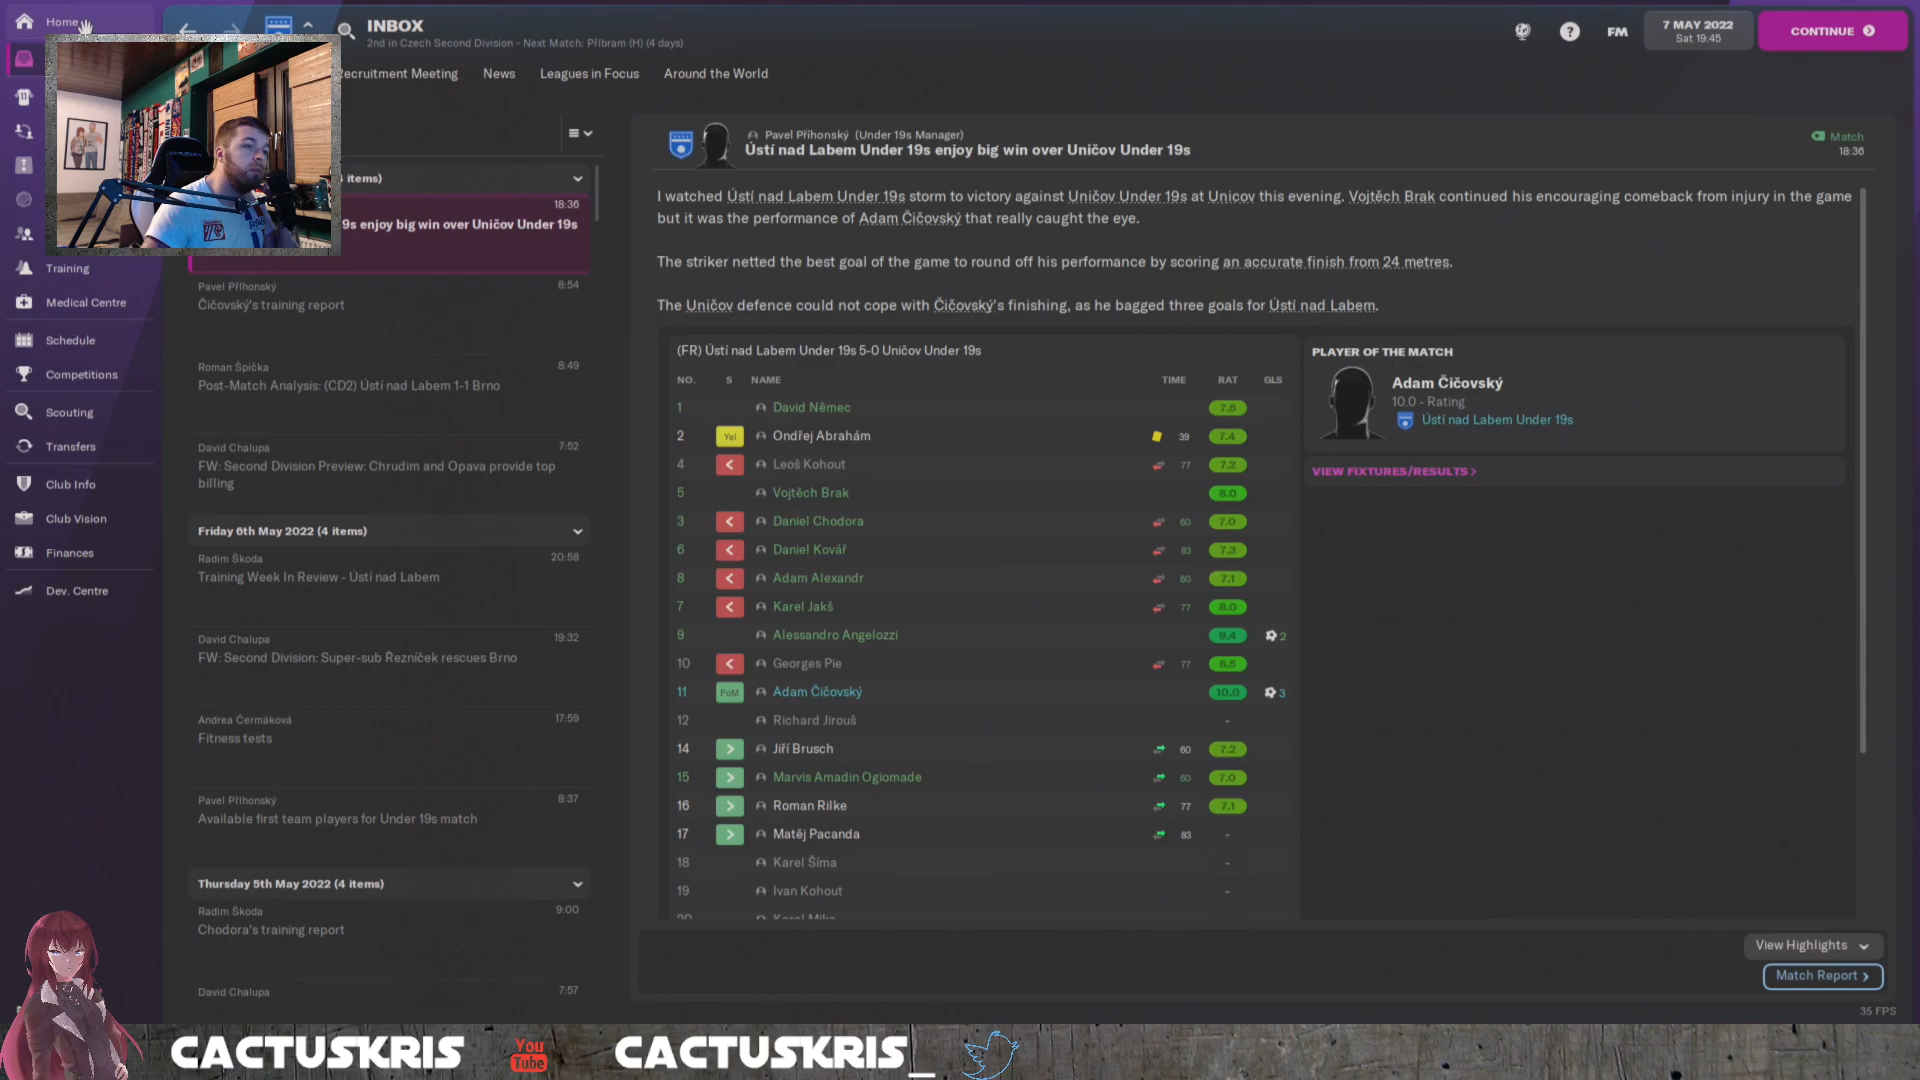 Home
INBOX
2nd in Czech Second Division - Next Match: Příbram (H) (4 days)
FM
7 MAY 2022
Sat 19:45
CONTINUE
Recruitment Meeting
News
Leagues in Focus
Around the World
items)
18:36
9s enjoy big win over Uničov Under 19s
Training
Medical Centre
Schedule
Competitions
Scouting
Transfers
Club Info
Club Vision
Finances
Dev. Centre
Pavel Příhonský
8:54
Čičovský's training report
Roman Špička
8:49
Post-Match Analysis: (CD2) Ústí nad Labem 1-1 Brno
David Chalupa
7:52
FW: Second Division Preview: Chrudim and Opava provide top
billing
Friday 6th May 2022 (4 items)
Radim Škoda
20:58
Training Week In Review - Ústí nad Labem
David Chalupa
19:32
FW: Second Division: Super-sub Řezníček rescues Brno
Andrea Čermáková
17:59
Fitness tests
Pavel Příhonský
8:37
Available first team players for Under 19s match
Thursday 5th May 2022 (4 items)
Radim Škoda
9:00
Chodora's training report
David Chalupa
7:57
Pavel Příhonský (Under 19s Manager)
Ústí nad Labem Under 19s enjoy big win over Uničov Under 19s
Match
18:36
I watched Ústí nad Labem Under 19s storm to victory against Uničov Under 19s at Unicov this evening. Vojtěch Brak continued his encouraging comeback from injury in the game
but it was the performance of Adam Čičovský that really caught the eye.
The striker netted the best goal of the game to round off his performance by scoring an accurate finish from 24 metres.
The Uničov defence could not cope with Čičovský's finishing, as he bagged three goals for Ústí nad Labem.
(FR) Ústí nad Labem Under 19s 5-0 Uničov Under 19s
NO. S NAME TIME RAT GLS
1 David Němec 7.6
2 Yel Ondřej Abrahám 39 7.4
4 Leoš Kohout 77 7.2
5 Vojtěch Brak 8.0
3 Daniel Chodora 60 7.0
6 Daniel Kovář 83 7.3
8 Adam Alexandr 60 7.1
7 Karel Jakš 77 8.0
9 Alessandro Angelozzi 9.4 2
10 Georges Pie 77 8.5
11 PoM Adam Čičovský 10.0 3
12 Richard Jirouš -
14 Jiří Brusch 60 7.2
15 Marvis Amadin Ogiomade 60 7.0
16 Roman Rilke 77 7.1
17 Matěj Pacanda 83 -
18 Karel Šíma -
19 Ivan Kohout -
PLAYER OF THE MATCH
Adam Čičovský
10.0 - Rating
Ústí nad Labem Under 19s
VIEW FIXTURES/RESULTS >
View Highlights
Match Report >
35 FPS
CACTUSKRIS
You
Tube
CACTUSKRIS_